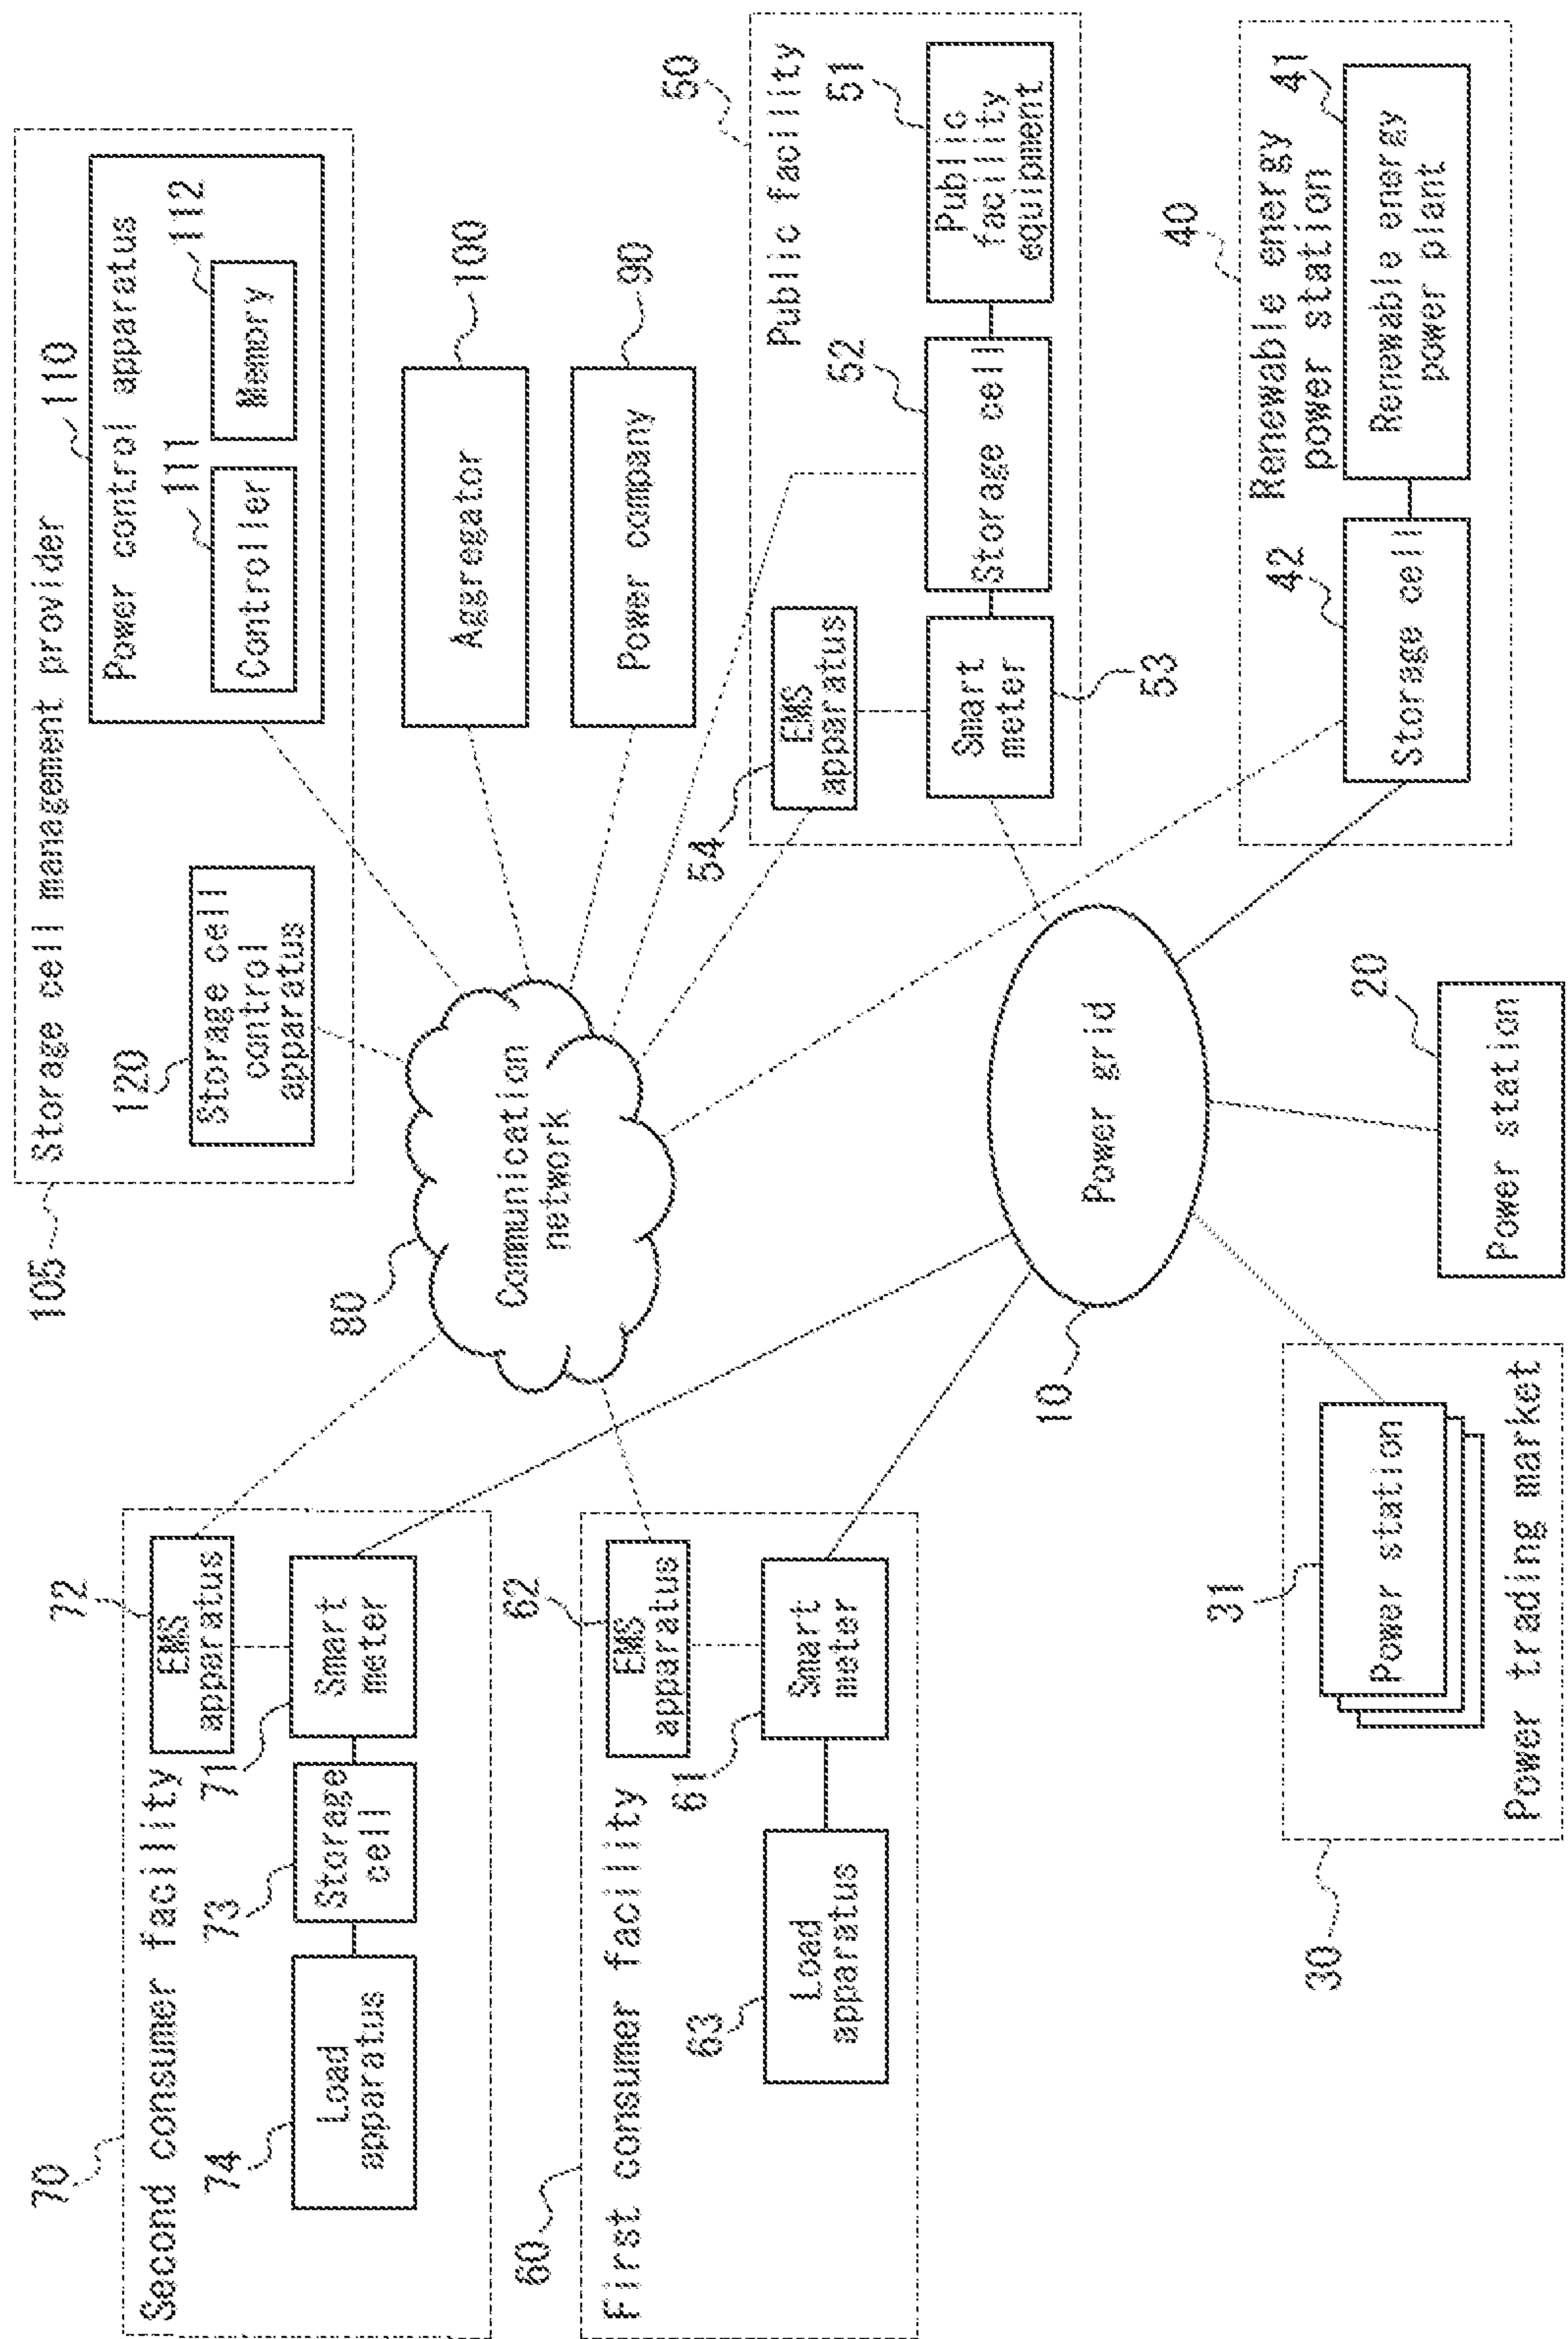 70
Second consumer facility
72
EMS
apparatus
71
Smart
meter
73
Storage
cell
74
Load
apparatus
60
First consumer facility
62
EMS
apparatus
61
Smart
meter
63
Load
apparatus
30
31
Power station
Power trading market
105
Storage cell management provider
120
Storage cell
control
apparatus
110
Power control apparatus
111
Controller
112
Memory
80
Communication
network
100
Aggregator
90
Power company
50
Public facility
54
EMS
apparatus
Smart
meter
53
52
Storage cell
51
Public
facility
equipment
10
Power grid
20
Power station
40
Renewable energy
power station
42
Storage cell
41
Renewable energy
power plant